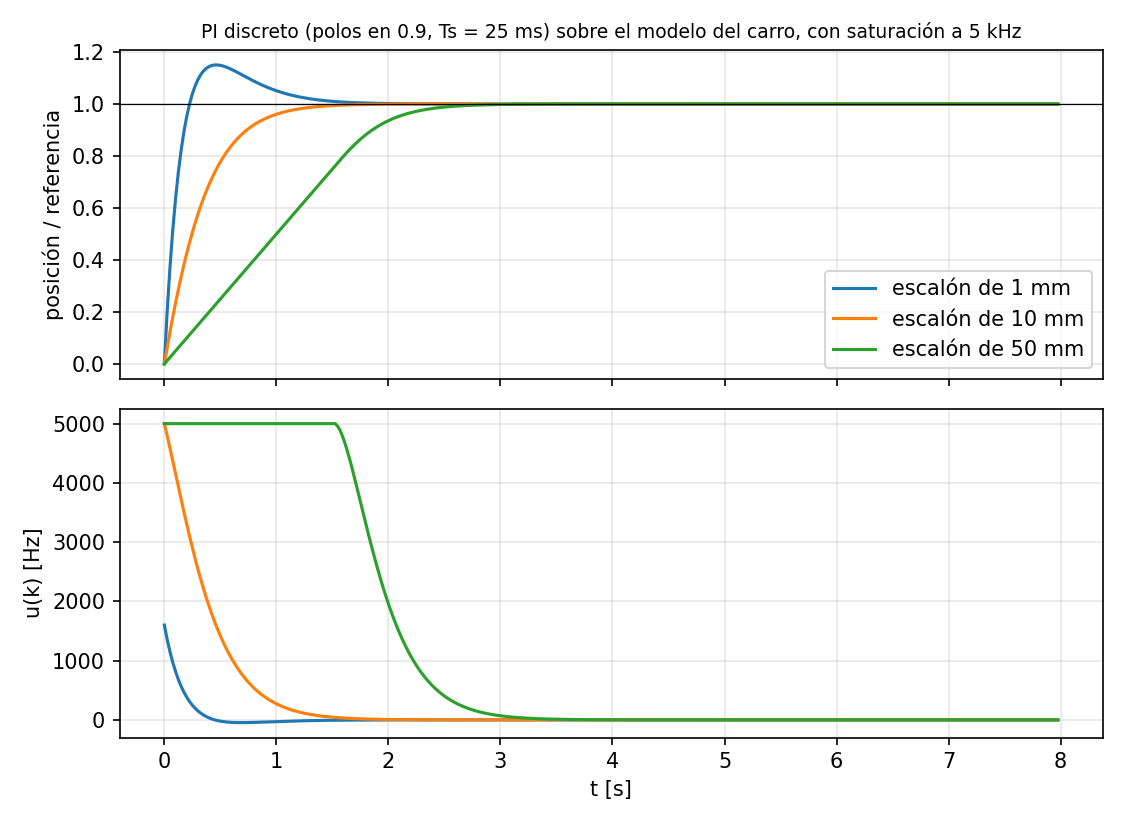 PI discreto (polos en 0.9, Ts = 25 ms) sobre el modelo del carro, con saturación a 5 kHz
posición / referencia
1.2
1.0
0.8
0.6
0.4
0.2
0.0
escalón de 1 mm
escalón de 10 mm
escalón de 50 mm
u(k) [Hz]
5000
4000
3000
2000
1000
0
0 1 2 3 4 5 6 7 8
t [s]